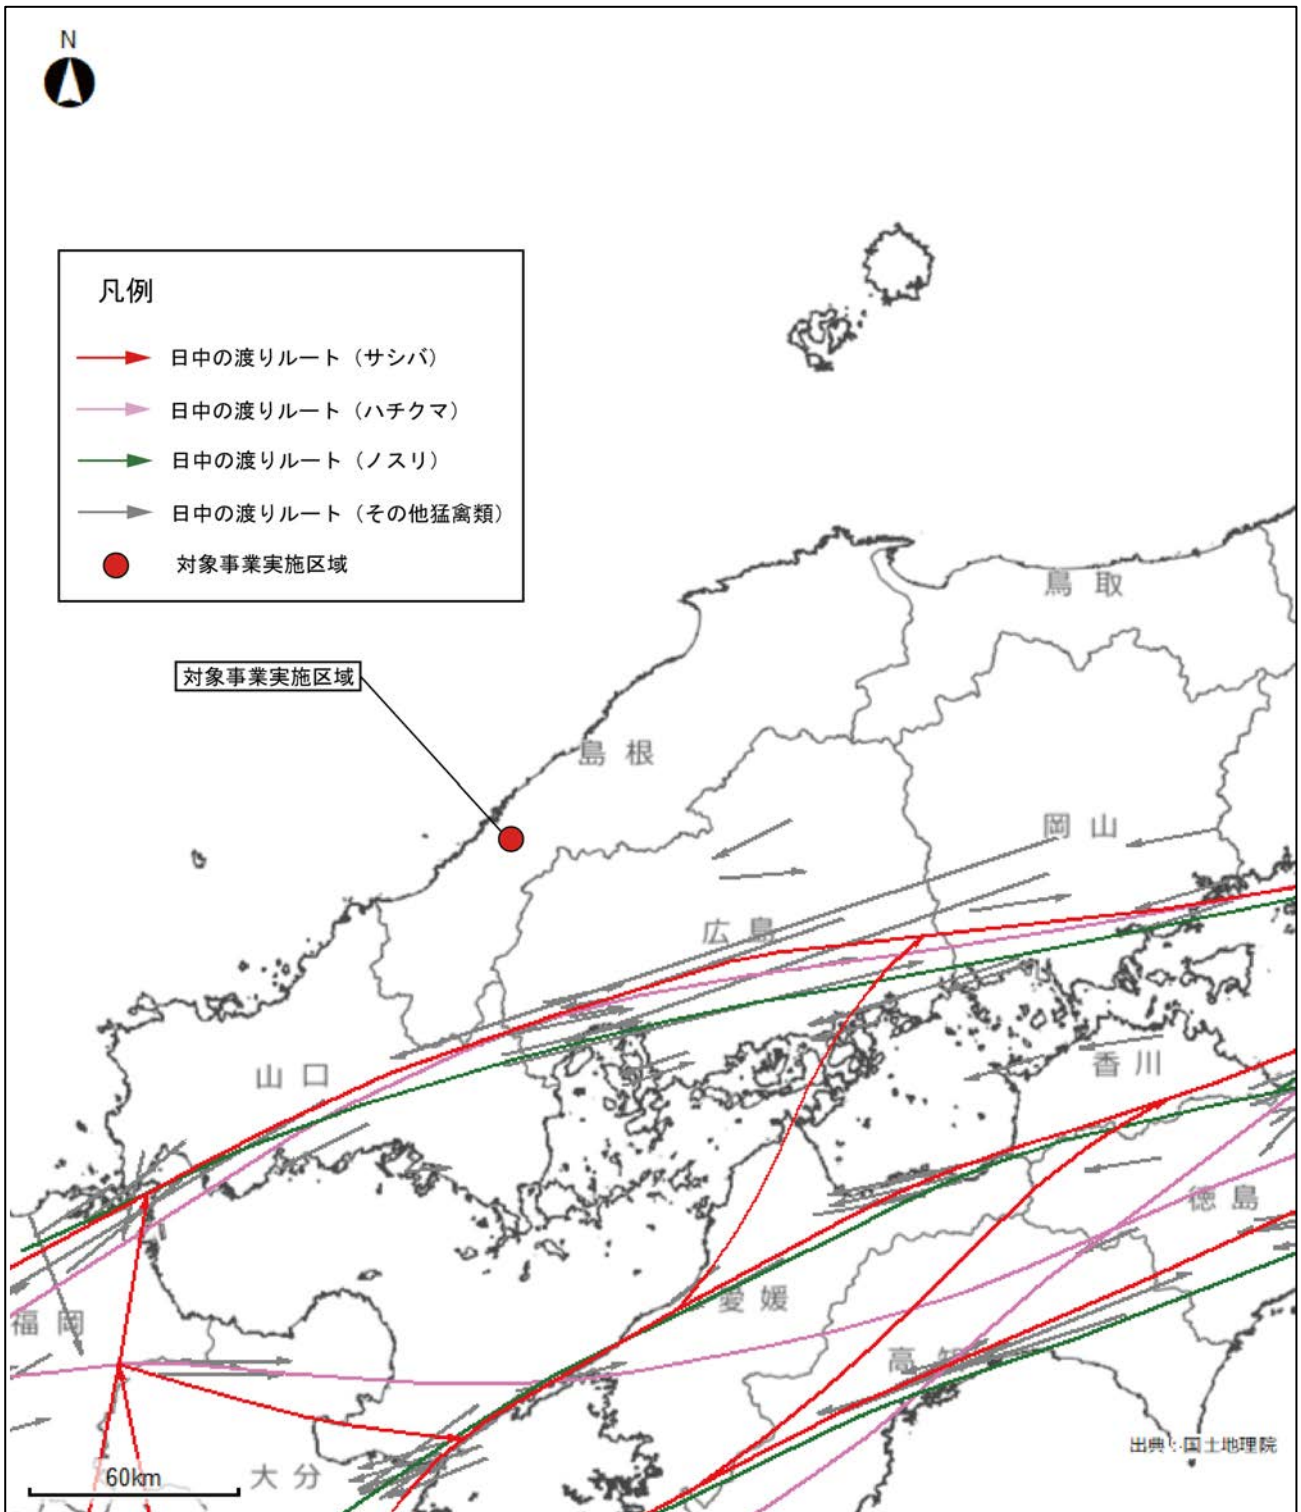 N
凡例
日中の渡りルート（サシバ）
日中の渡りルート（ハチクマ）
日中の渡りルート（ノスリ）
日中の渡りルート（その他猛禽類）
対象事業実施区域
対象事業実施区域
鳥 取
島 根
岡 山
広 島
山 口
香 川
徳 島
愛 媛
福 岡
高 知
大 分
出典：国土地理院
60km